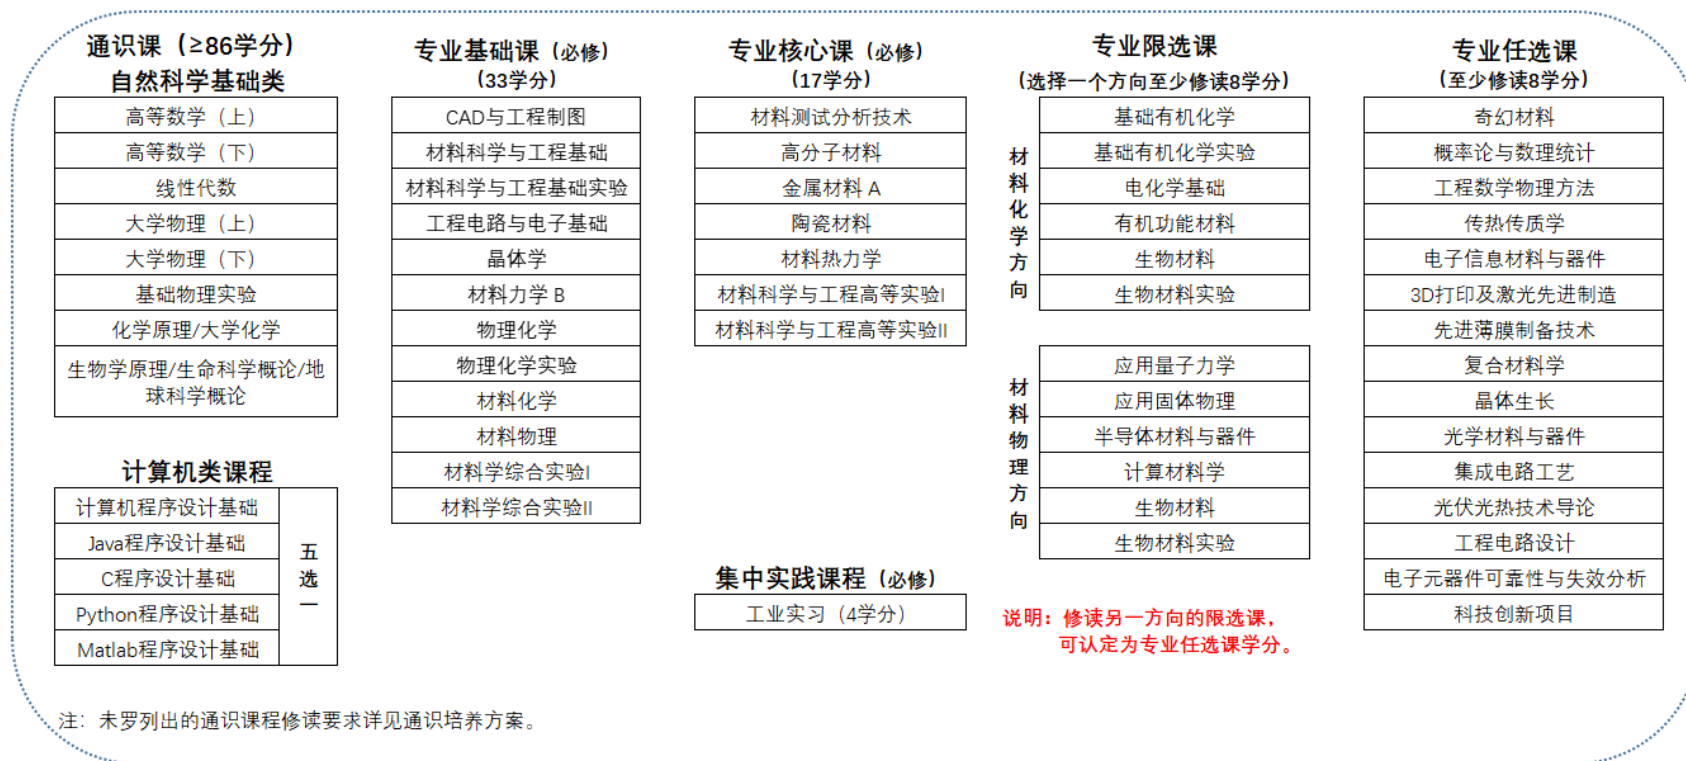 通识课（≥86学分）
自然科学基础类
高等数学（上）
高等数学（下）
线性代数
大学物理（上）
大学物理（下）
基础物理实验
化学原理/大学化学
生物学原理/生命科学概论/地
球科学概论
计算机类课程
计算机程序设计基础
Java程序设计基础
C程序设计基础
Python程序设计基础
Matlab程序设计基础
五选一
专业基础课（必修）
(33学分)
CAD与工程制图
材料科学与工程基础
材料科学与工程基础实验
工程电路与电子基础
晶体学
材料力学 B
物理化学
物理化学实验
材料化学
材料物理
材料学综合实验I
材料学综合实验II
专业核心课（必修）
(17学分)
材料测试分析技术
高分子材料
金属材料 A
陶瓷材料
材料热力学
材料科学与工程高等实验I
材料科学与工程高等实验II
集中实践课程（必修）
工业实习（4学分）
专业限选课
(选择一个方向至少修读8学分)
材料化学方向
基础有机化学
基础有机化学实验
电化学基础
有机功能材料
生物材料
生物材料实验
材料物理方向
应用量子力学
应用固体物理
半导体材料与器件
计算材料学
生物材料
生物材料实验
说明：修读另一方向的限选课，
可认定为专业任选课学分。
专业任选课
(至少修读8学分)
奇幻材料
概率论与数理统计
工程数学物理方法
传热传质学
电子信息材料与器件
3D打印及激光先进制造
先进薄膜制备技术
复合材料学
晶体生长
光学材料与器件
集成电路工艺
光伏光热技术导论
工程电路设计
电子元器件可靠性与失效分析
科技创新项目
注：未罗列出的通识课程修读要求详见通识培养方案。